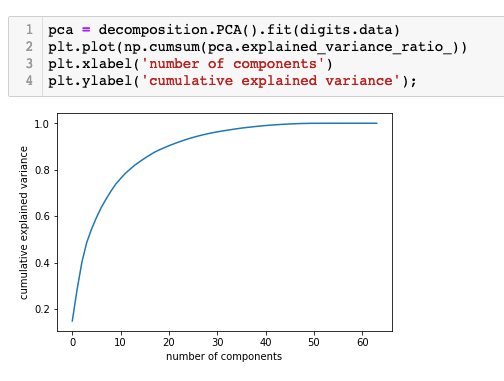 1 pca = decomposition.PCA().fit(digits.data)
2 plt.plot(np.cumsum(pca.explained_variance_ratio_))
3 plt.xlabel('number of components')
4 plt.ylabel('cumulative explained variance');
cumulative explained variance
1.0
0.8
0.6
0.4
0.2
0 10 20 30 40 50 60
number of components